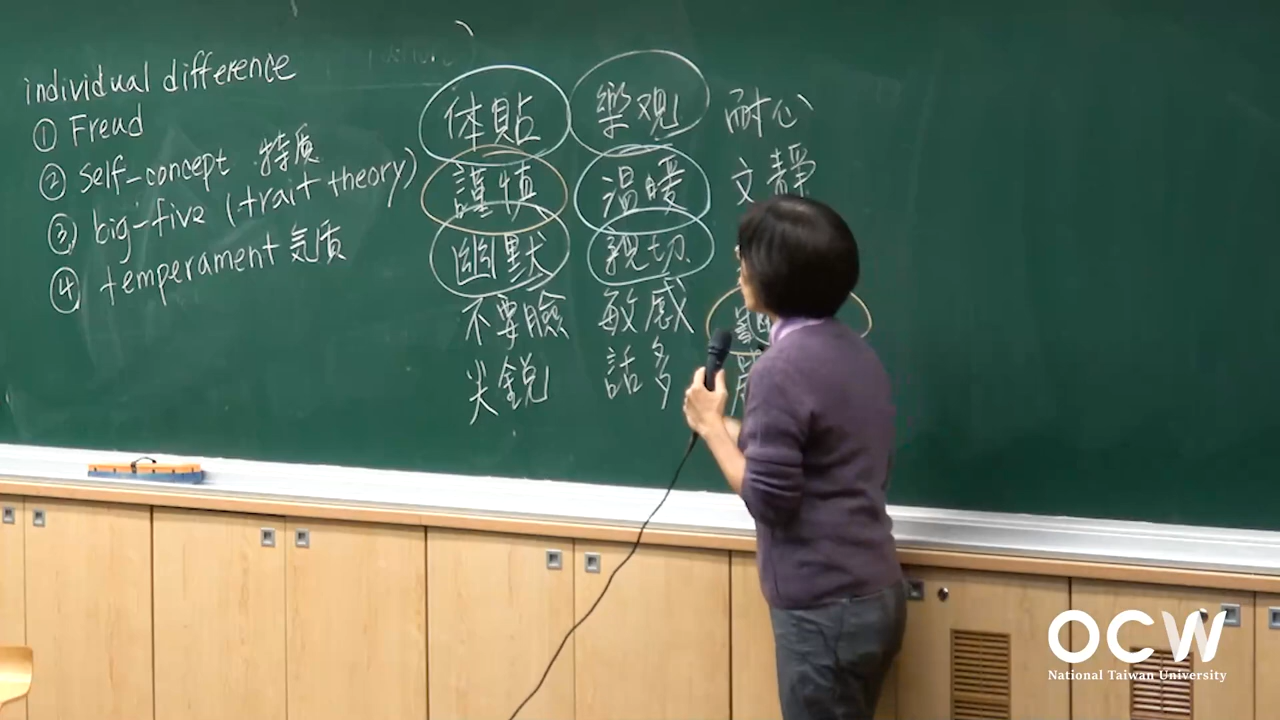 individual difference
① Freud
② self-concept 特质
③ big-five (trait theory)
④ temperament 気质
体貼 樂观 耐心
謹慎 温暖 文靜
幽默 親切
不要臉 敏感
尖銳 話多
OCW
National Taiwan University